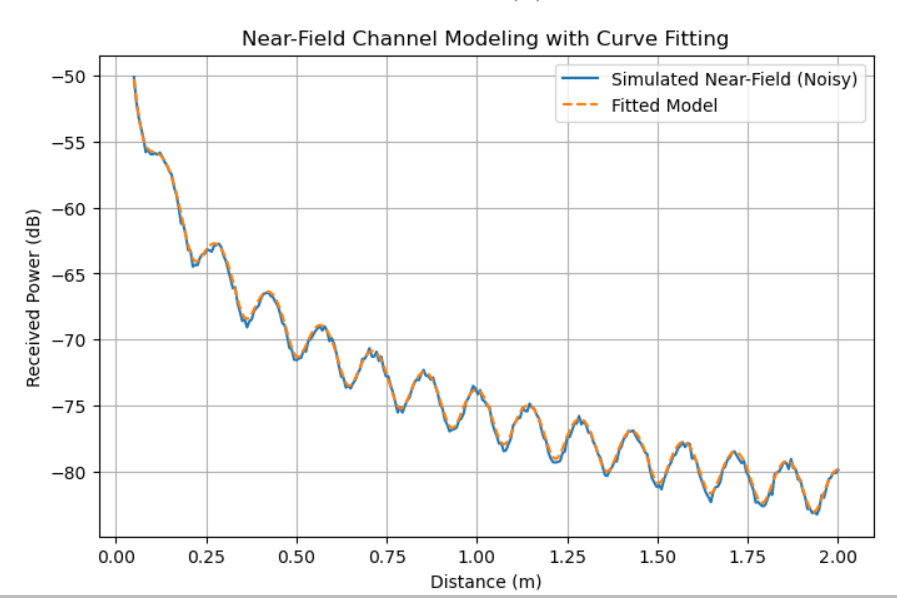 Near-Field Channel Modeling with Curve Fitting
Simulated Near-Field (Noisy)
Fitted Model
Received Power (dB)
−50
−55
−60
−65
−70
−75
−80
0.00 0.25 0.50 0.75 1.00 1.25 1.50 1.75 2.00
Distance (m)